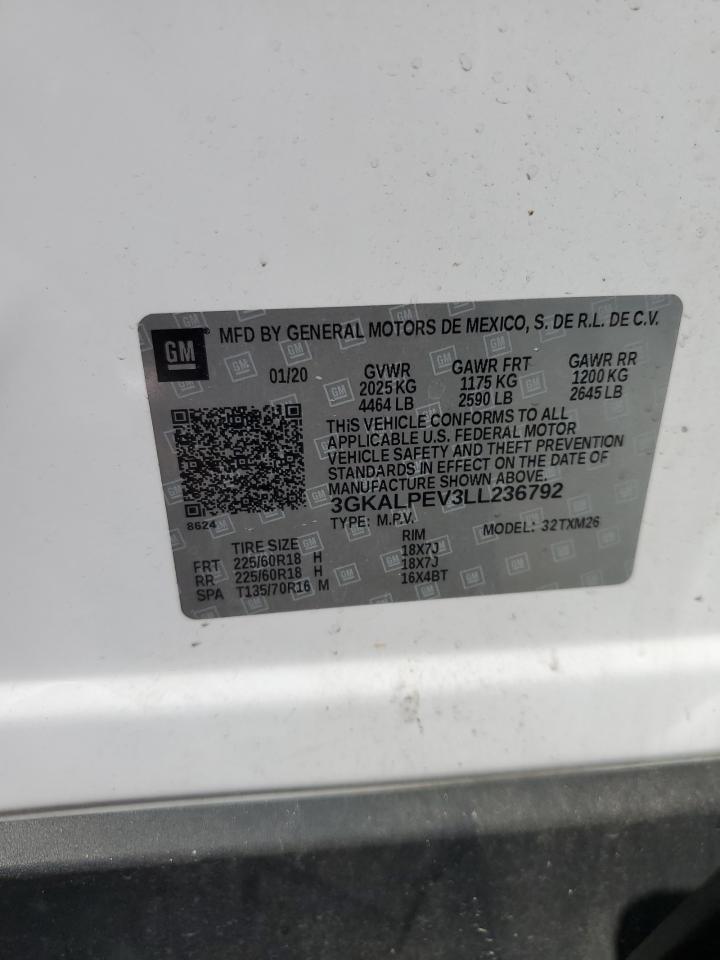 GM MFD BY GENERAL MOTORS DE MEXICO, S. DE R.L. DE C.V.
01/20 GVWR GAWR FRT GAWR RR
2025 KG 1175 KG 1200 KG
4464 LB 2590 LB 2645 LB
THIS VEHICLE CONFORMS TO ALL
APPLICABLE U.S. FEDERAL MOTOR
VEHICLE SAFETY AND THEFT PREVENTION
STANDARDS IN EFFECT ON THE DATE OF
MANUFACTURE SHOWN ABOVE.
3GKALPEV3LL236792
8624 TYPE: M.P.V. MODEL: 32TXM26
TIRE SIZE RIM
FRT 225/60R18 H 18X7J
RR 225/60R18 H 18X7J
SPA T135/70R16 M 16X4BT